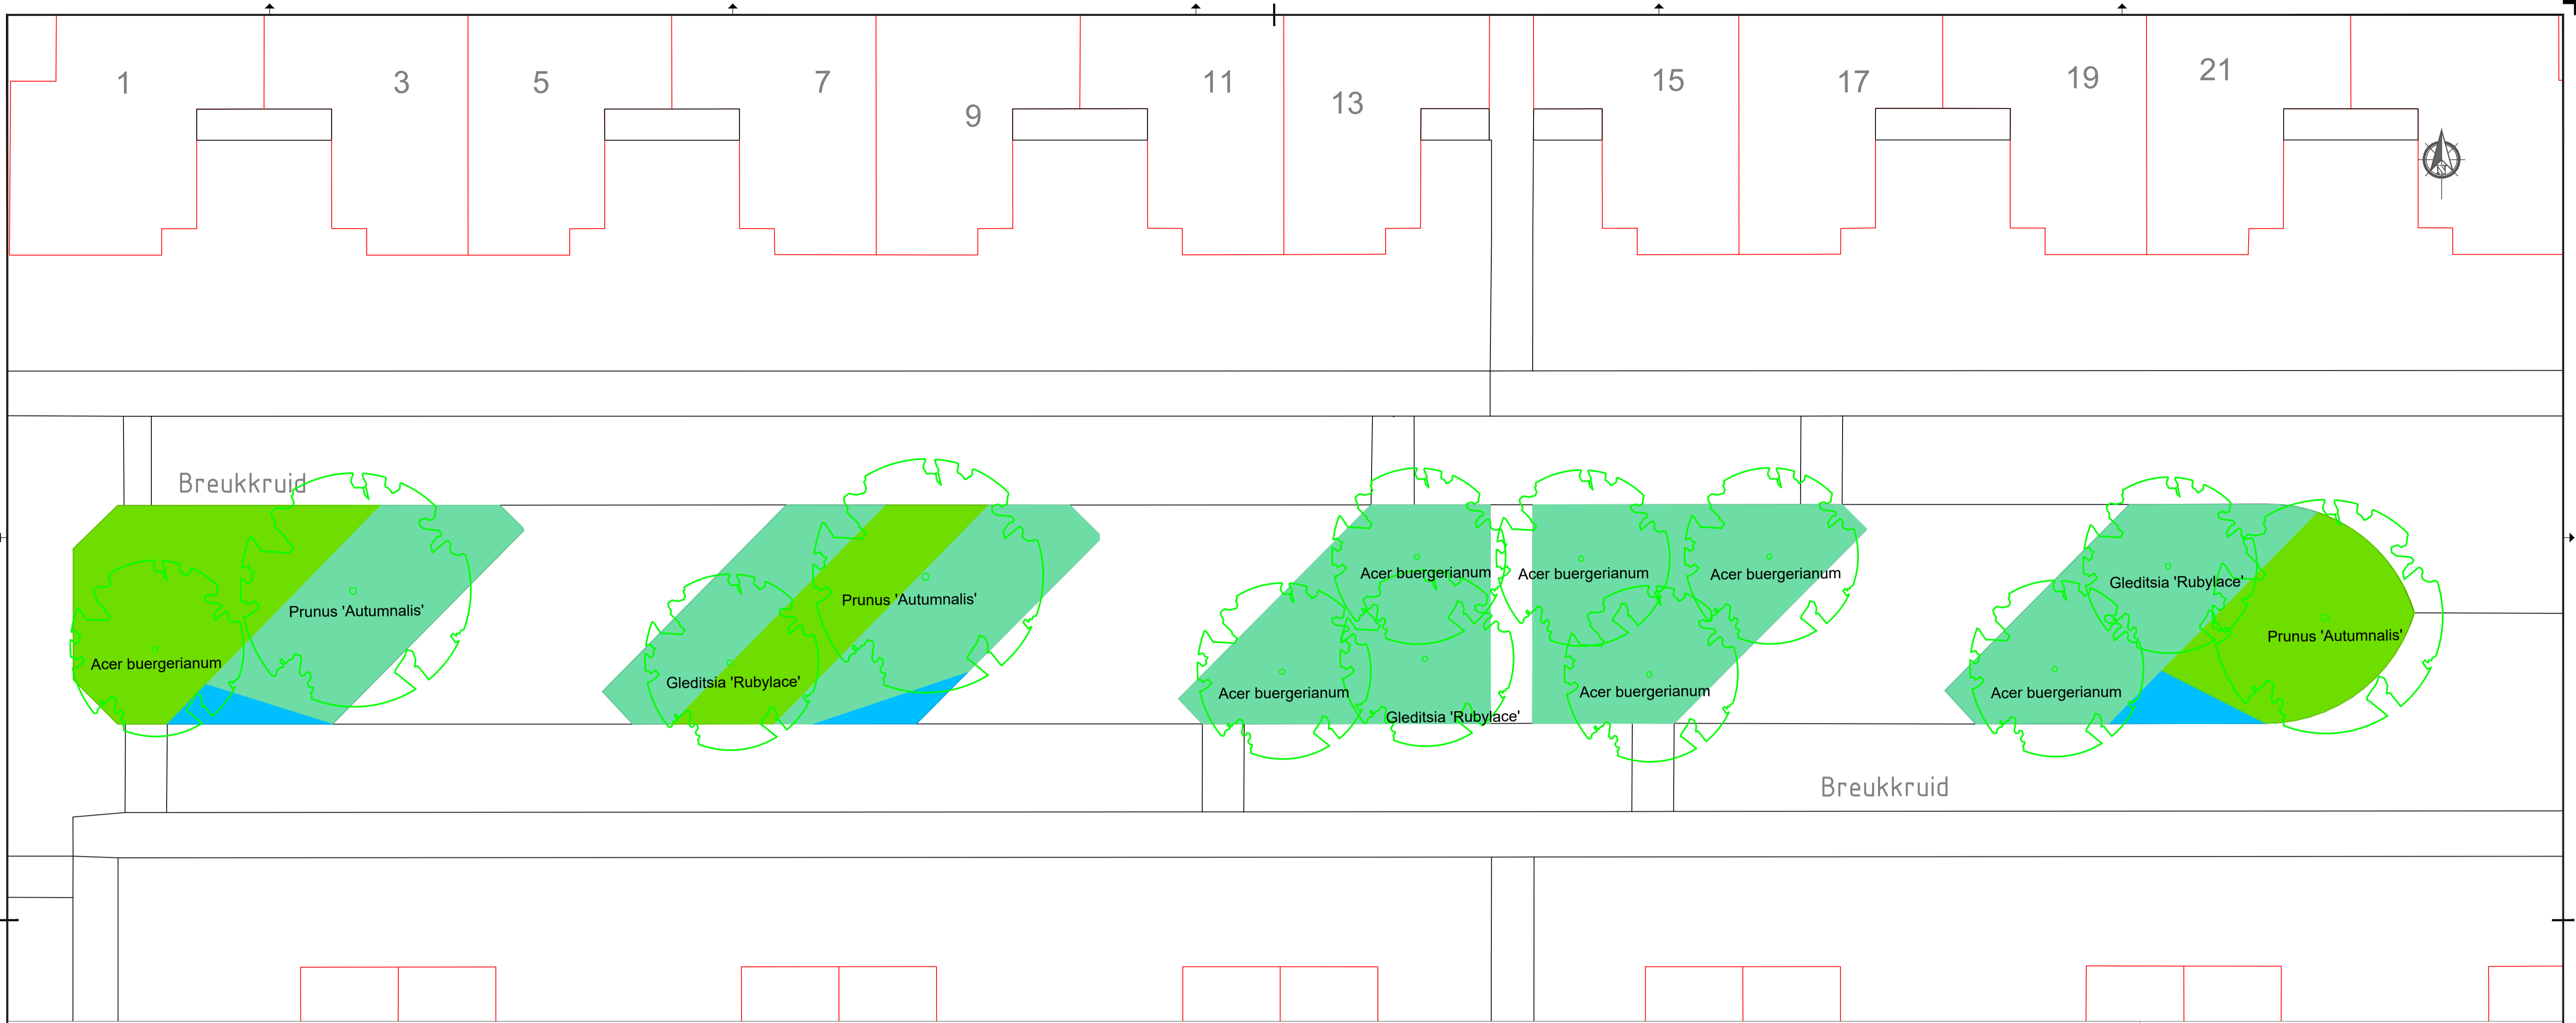 1
3
5
7
9
11
13
15
17
19
21
N
Breukkruid
Acer buergerianum
Prunus 'Autumnalis'
Gleditsia 'Rubylace'
Prunus 'Autumnalis'
Acer buergerianum
Acer buergerianum
Acer buergerianum
Acer buergerianum
Gleditsia 'Rubylace'
Acer buergerianum
Gleditsia 'Rubylace'
Acer buergerianum
Prunus 'Autumnalis'
Breukkruid